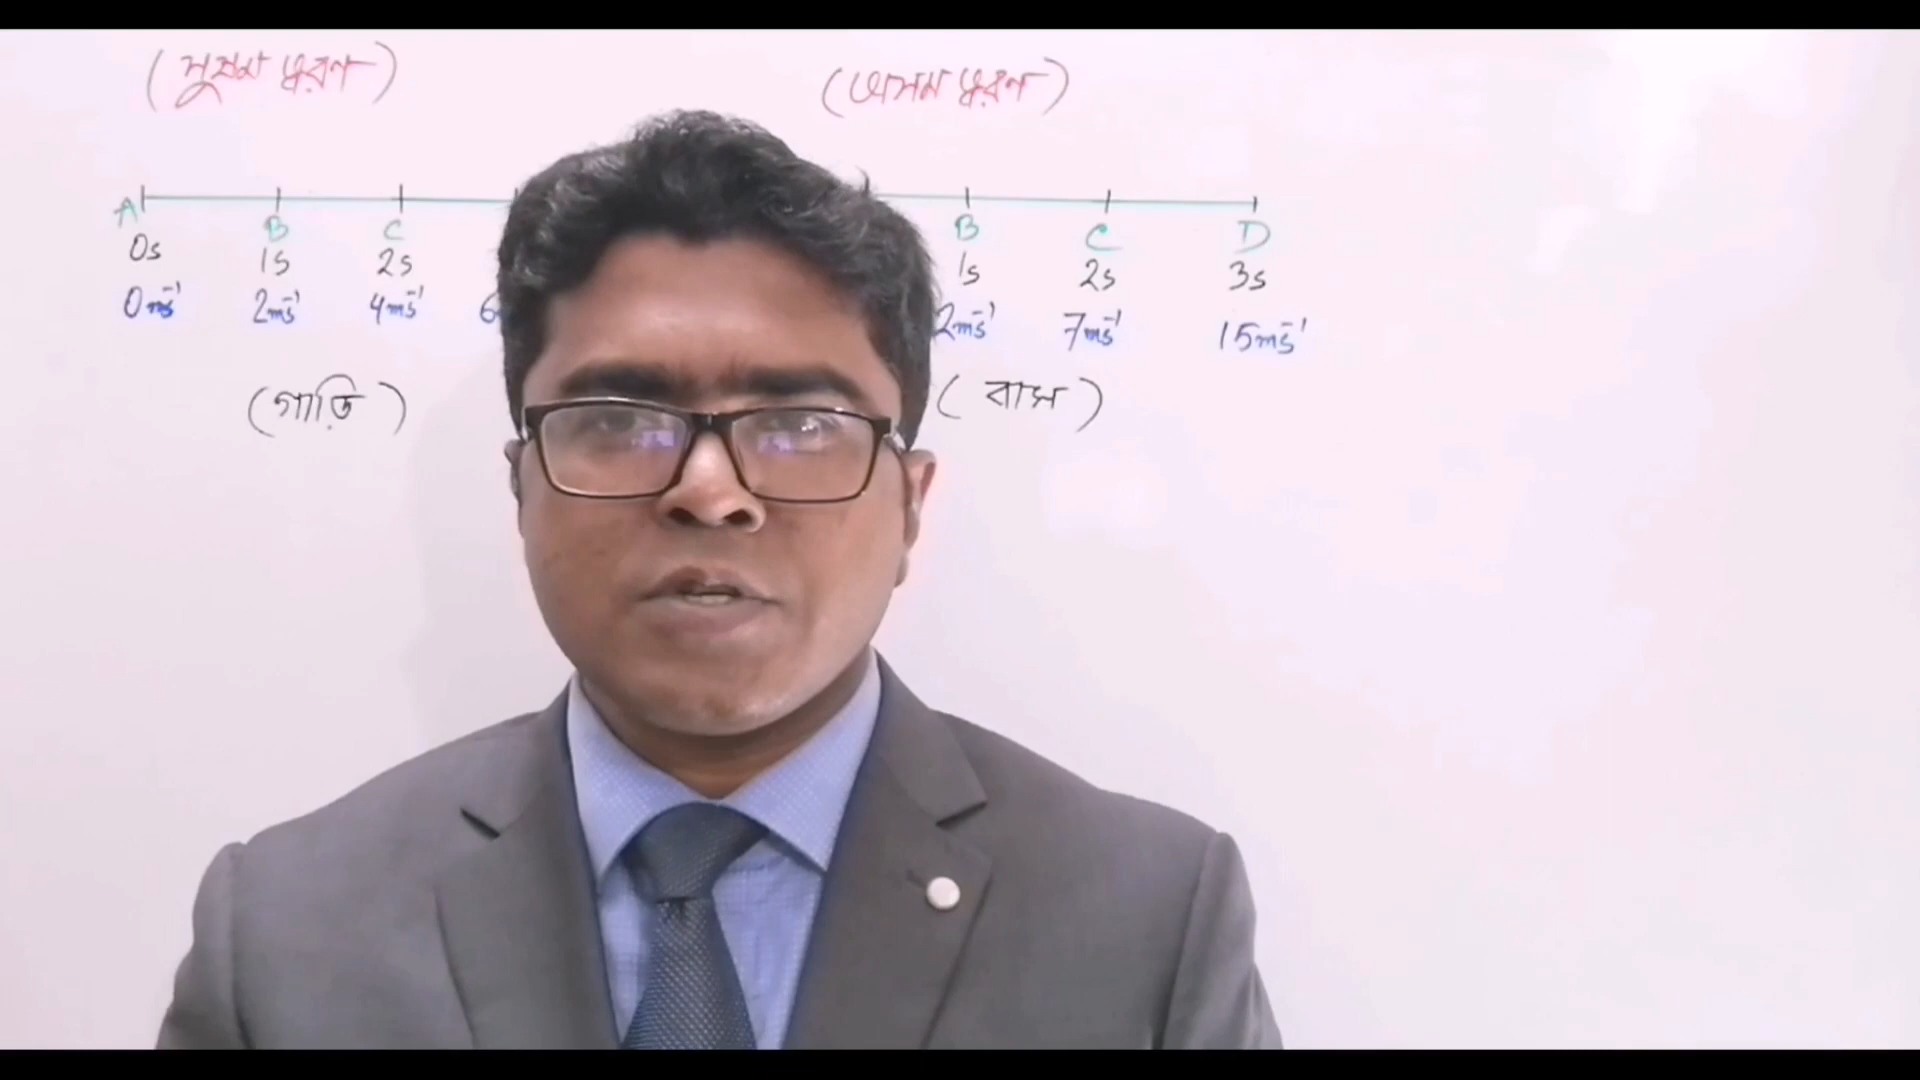 (সুষম ত্বরণ)
(অসম ত্বরণ)
A B C
0s 1s 2s
0ms⁻¹ 2ms⁻¹ 4ms⁻¹ 6
(গাড়ি)
B C D
1s 2s 3s
2ms⁻¹ 7ms⁻¹ 15ms⁻¹
(বাস)